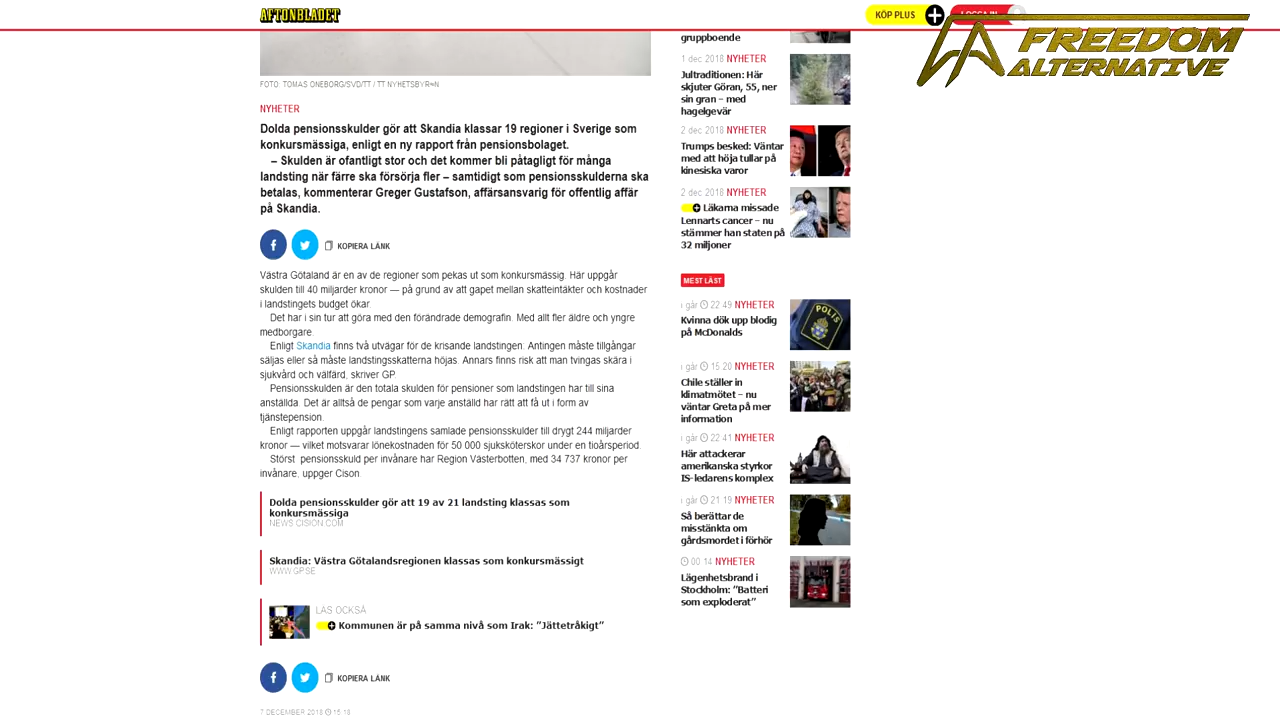 AFTONBLADET
KÖP PLUS
LOGGA IN
FREEDOM
ALTERNATIVE
FOTO: TOMAS ONEBORG/SVD/TT / TT NYHETSBYR
NYHETER
Dolda pensionsskulder gör att Skandia klassar 19 regioner i Sverige som
konkursmässiga, enligt en ny rapport från pensionsbolaget.
– Skulden är ofantligt stor och det kommer bli påtagligt för många
landsting när färre ska försörja fler – samtidigt som pensionsskulderna ska
betalas, kommenterar Greger Gustafson, affärsansvarig för offentlig affär
på Skandia.
KOPIERA LÄNK
Västra Götaland är en av de regioner som pekas ut som konkursmässig. Här uppgår
skulden till 40 miljarder kronor — på grund av att gapet mellan skatteintäkter och kostnader
i landstingets budget ökar.
Det har i sin tur att göra med den förändrade demografin. Med allt fler äldre och yngre
medborgare.
Enligt Skandia finns två utvägar för de krisande landstingen. Antingen måste tillgångar
säljas eller så måste landstingsskatterna höjas. Annars finns risk att man tvingas skära i
sjukvård och välfärd, skriver GP.
Pensionsskulden är den totala skulden för pensioner som landstingen har till sina
anställda. Det är alltså de pengar som varje anställd har rätt att få ut i form av
tjänstepension.
Enligt rapporten uppgår landstingens samlade pensionsskulder till drygt 244 miljarder
kronor — vilket motsvarar lönekostnaden för 50 000 sjuksköterskor under en tioårsperiod.
Störst pensionsskuld per invånare har Region Västerbotten, med 34 737 kronor per
invånare, uppger Cison.
Dolda pensionsskulder gör att 19 av 21 landsting klassas som
konkursmässiga
NEWS.CISION.COM
Skandia: Västra Götalandsregionen klassas som konkursmässigt
WWW.GP.SE
LÄS OCKSÅ
Kommunen är på samma nivå som Irak: ”Jättetråkigt”
KOPIERA LÄNK
7 DECEMBER 2018 15:18
gruppboende
1 dec 2018 NYHETER
Jultraditionen: Här
skjuter Göran, 55, ner
sin gran – med
hagelgevär
2 dec 2018 NYHETER
Trumps besked: Väntar
med att höja tullar på
kinesiska varor
2 dec 2018 NYHETER
Läkarna missade
Lennarts cancer – nu
stämmer han staten på
32 miljoner
MEST LÄST
i går 22:49 NYHETER
Kvinna dök upp blodig
på McDonalds
POLIS
i går 15:20 NYHETER
Chile ställer in
klimatmötet – nu
väntar Greta på mer
information
i går 22:41 NYHETER
Här attackerar
amerikanska styrkor
IS-ledarens komplex
i går 21:19 NYHETER
Så berättar de
misstänkta om
gårdsmordet i förhör
00:14 NYHETER
Lägenhetsbrand i
Stockholm: ”Batteri
som exploderat”